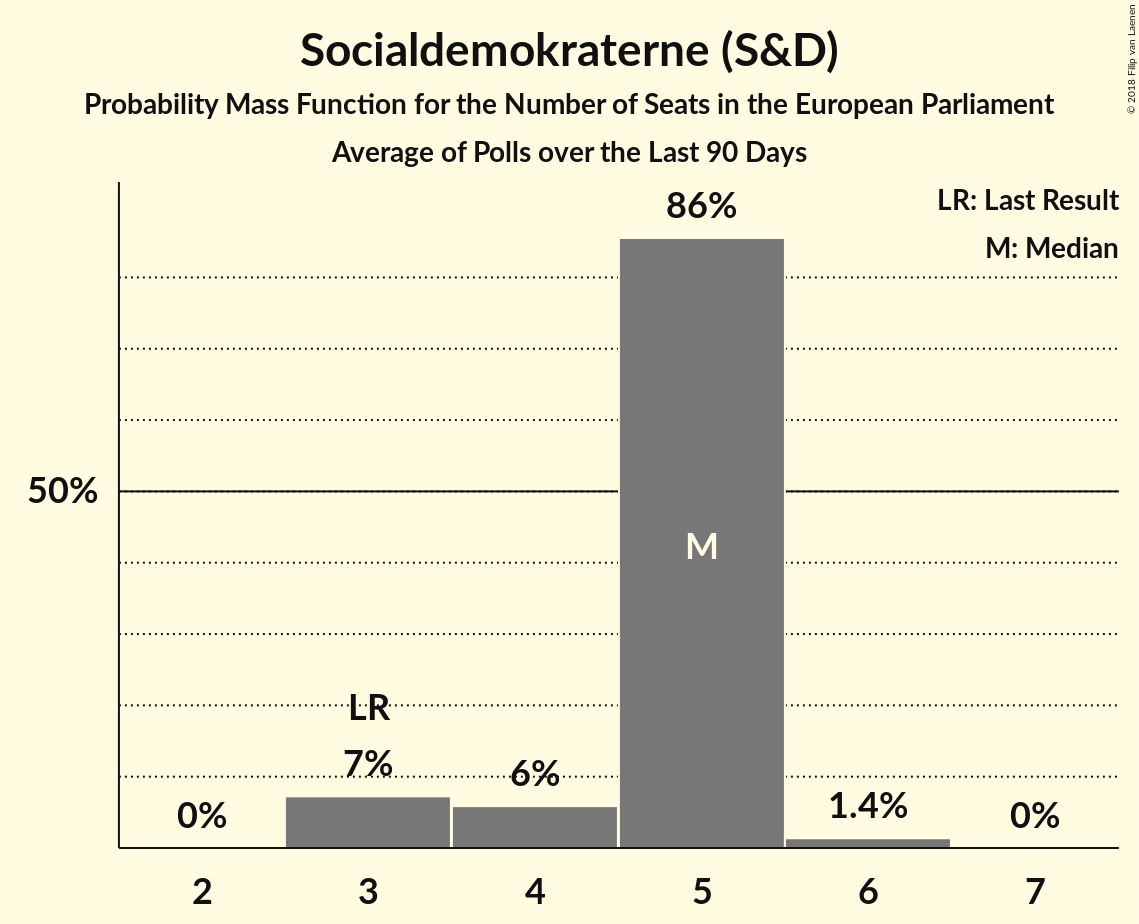 Socialdemokraterne (S&D)
Probability Mass Function for the Number of Seats in the European Parliament
Average of Polls over the Last 90 Days
© 2018 Filip van Laenen
LR: Last Result
M: Median
86%
50%
M
LR
7%
6%
0%
1.4%
0%
2 3 4 5 6 7